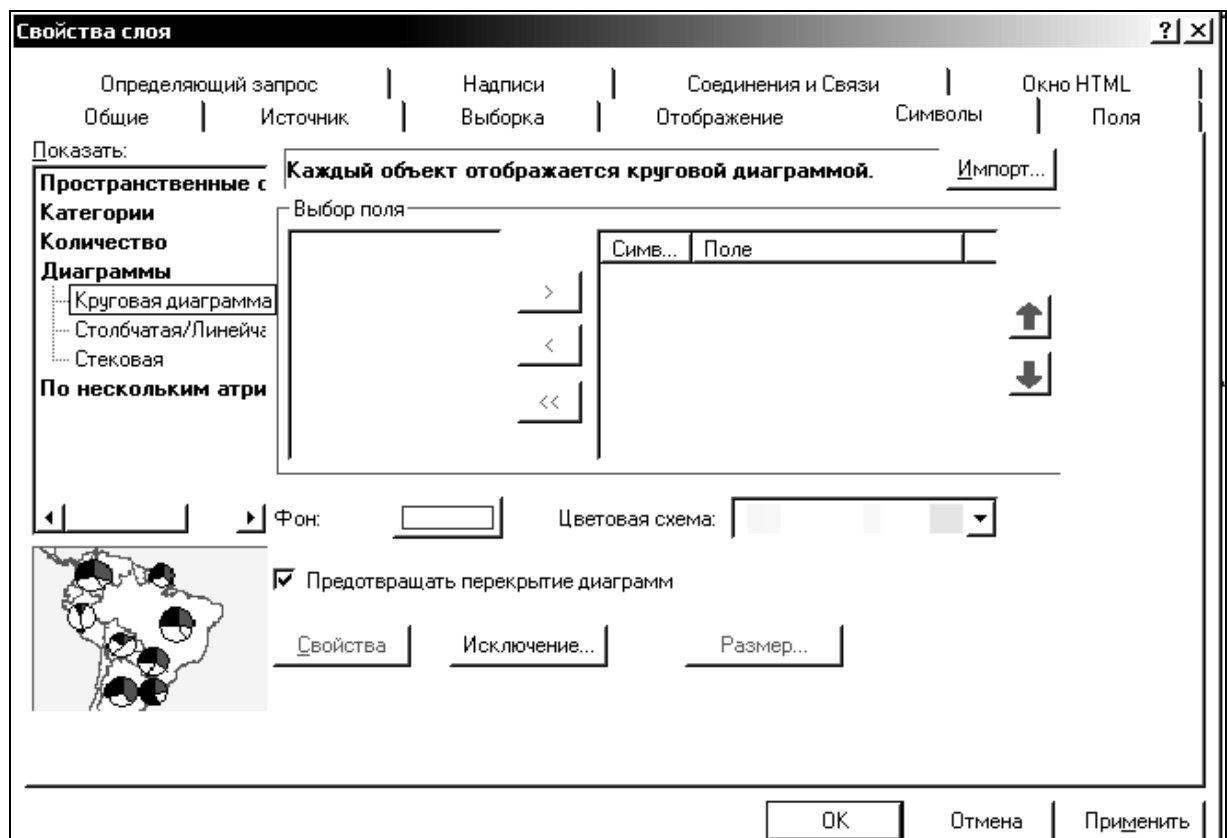 Свойства слоя
Определяющий запрос Надписи Соединения и Связи Окно HTML
Общие Источник Выборка Отображение Символы Поля
Показать:
Пространственные о
Категории
Количество
Диаграммы
Круговая диаграмма
Столбчатая/Линейча
Стековая
По нескольким атри
Каждый объект отображается круговой диаграммой.
Импорт...
Выбор поля
Симв... Поле
>
<
<<
Фон: Цветовая схема:
Предотвращать перекрытие диаграмм
Свойства Исключение... Размер...
OK Отмена Применить